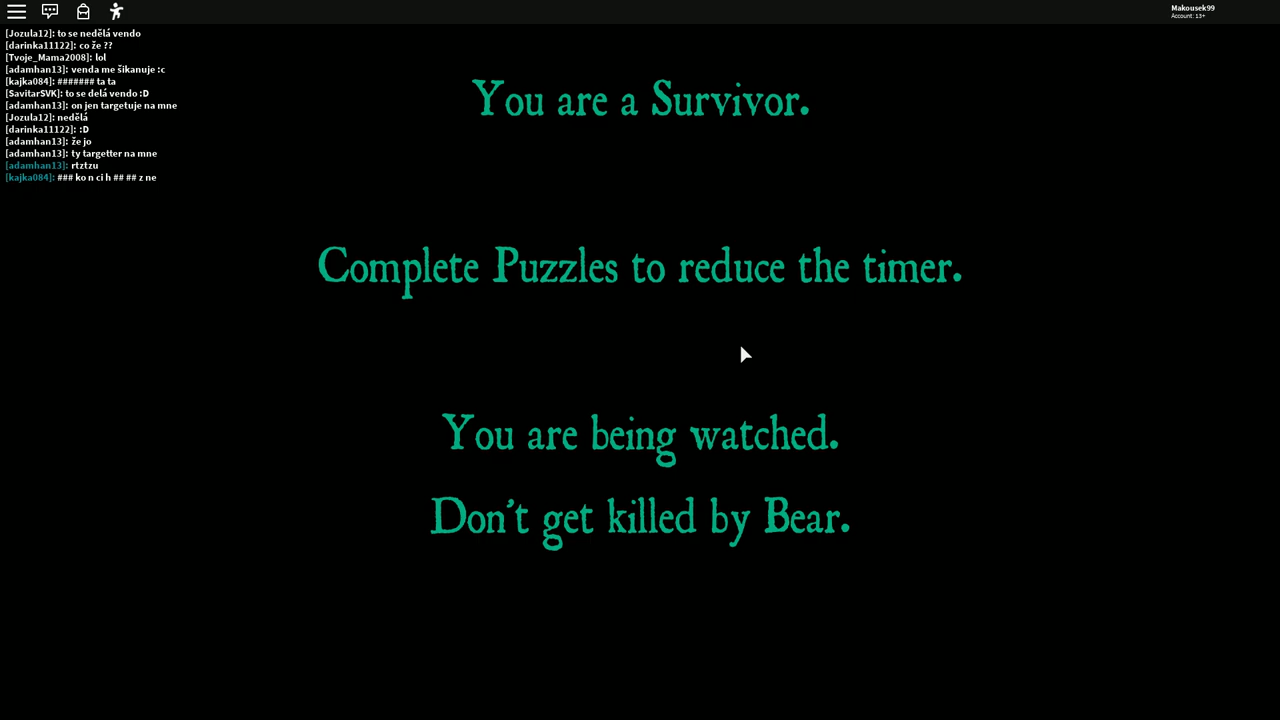 Makousek99
Account: 13+
[Jozula12]: to se nedělá vendo
[darinka11122]: co že ??
[Tvoje_Mama2008]: lol
[adamhan13]: venda me šikanuje :c
[kajka084]: ####### ta ta
[SavitarSVK]: to se delá vendo :D
[adamhan13]: on jen targetuje na mne
[Jozula12]: nedělá
[darinka11122]: :D
[adamhan13]: že jo
[adamhan13]: ty targetter na mne
[adamhan13]: rtztzu
[kajka084]: ### ko n ci h ## ## z ne
You are a Survivor.
Complete Puzzles to reduce the timer.
You are being watched.
Don't get killed by Bear.